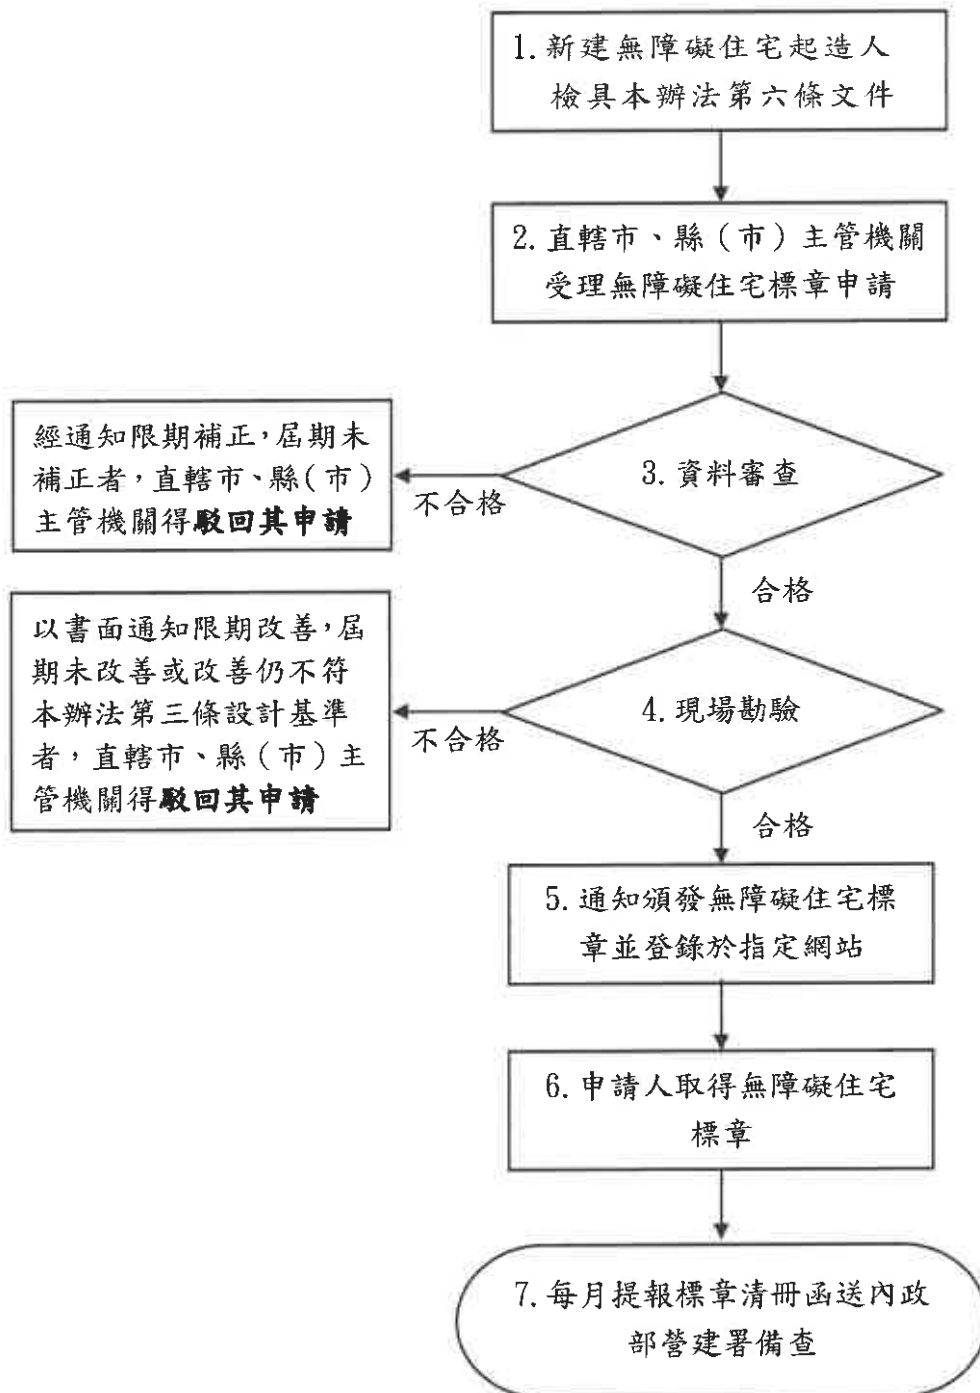 1. 新建無障礙住宅起造人
檢具本辦法第六條文件
2. 直轄市、縣（市）主管機關
受理無障礙住宅標章申請
3. 資料審查
不合格
經通知限期補正，屆期未
補正者，直轄市、縣（市）
主管機關得駁回其申請
合格
4. 現場勘驗
不合格
以書面通知限期改善，屆
期未改善或改善仍不符
本辦法第三條設計基準
者，直轄市、縣（市）主
管機關得駁回其申請
合格
5. 通知頒發無障礙住宅標
章並登錄於指定網站
6. 申請人取得無障礙住宅
標章
7. 每月提報標章清冊函送內政
部營建署備查